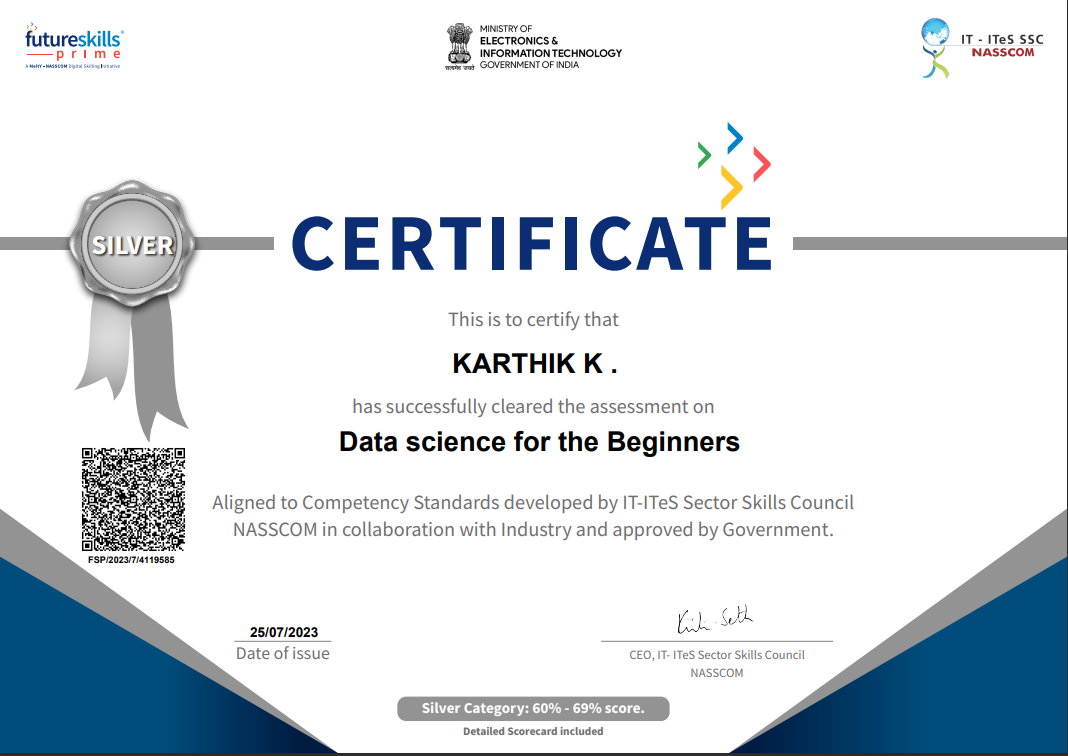 futureskills
prime
A MeitY - NASSCOM Digital Skilling Initiative
सत्यमेव जयते
MINISTRY OF
ELECTRONICS &
INFORMATION TECHNOLOGY
GOVERNMENT OF INDIA
IT - ITeS SSC
NASSCOM
SILVER
CERTIFICATE
This is to certify that
KARTHIK K .
has successfully cleared the assessment on
Data science for the Beginners
Aligned to Competency Standards developed by IT-ITeS Sector Skills Council
NASSCOM in collaboration with Industry and approved by Government.
FSP/2023/7/4119585
25/07/2023
Date of issue
CEO, IT- ITeS Sector Skills Council
NASSCOM
Silver Category: 60% - 69% score.
Detailed Scorecard included